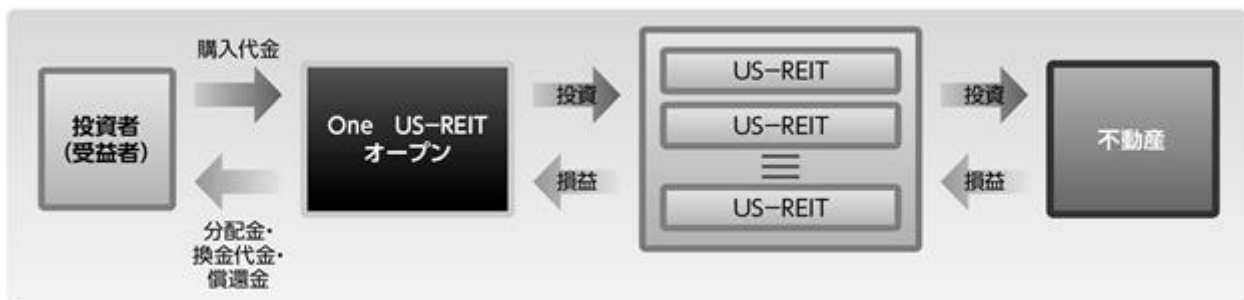 購入代金
投資者
(受益者)
分配金・
換金代金・
償還金
One　US-REIT
オープン
投資
損益
US-REIT
US-REIT
US-REIT
投資
損益
不動産